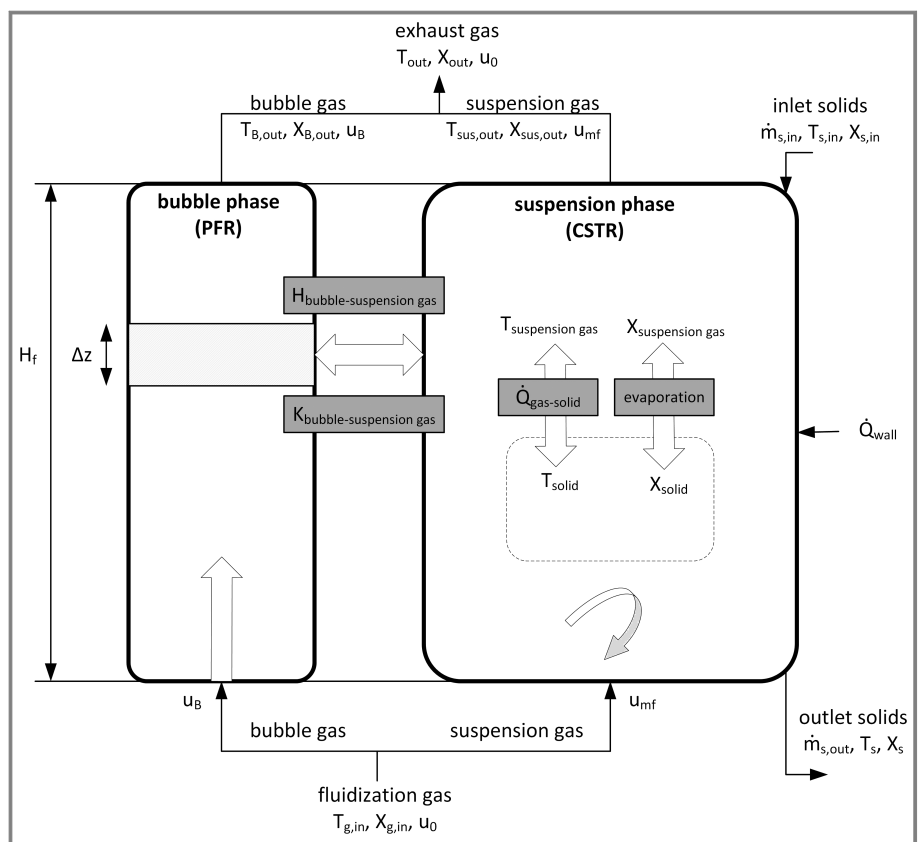 exhaust gas
T_out, X_out, u_0
bubble gas
suspension gas
T_B,out, X_B,out, u_B
T_sus,out, X_sus,out, u_mf
inlet solids
ṁ_s,in, T_s,in, X_s,in
bubble phase
(PFR)
suspension phase
(CSTR)
H_bubble-suspension gas
T_suspension gas
X_suspension gas
H_f
Δz
Q̇_gas-solid
evaporation
K_bubble-suspension gas
Q̇_wall
T_solid
X_solid
u_B
u_mf
bubble gas
suspension gas
outlet solids
ṁ_s,out, T_s, X_s
fluidization gas
T_g,in, X_g,in, u_0